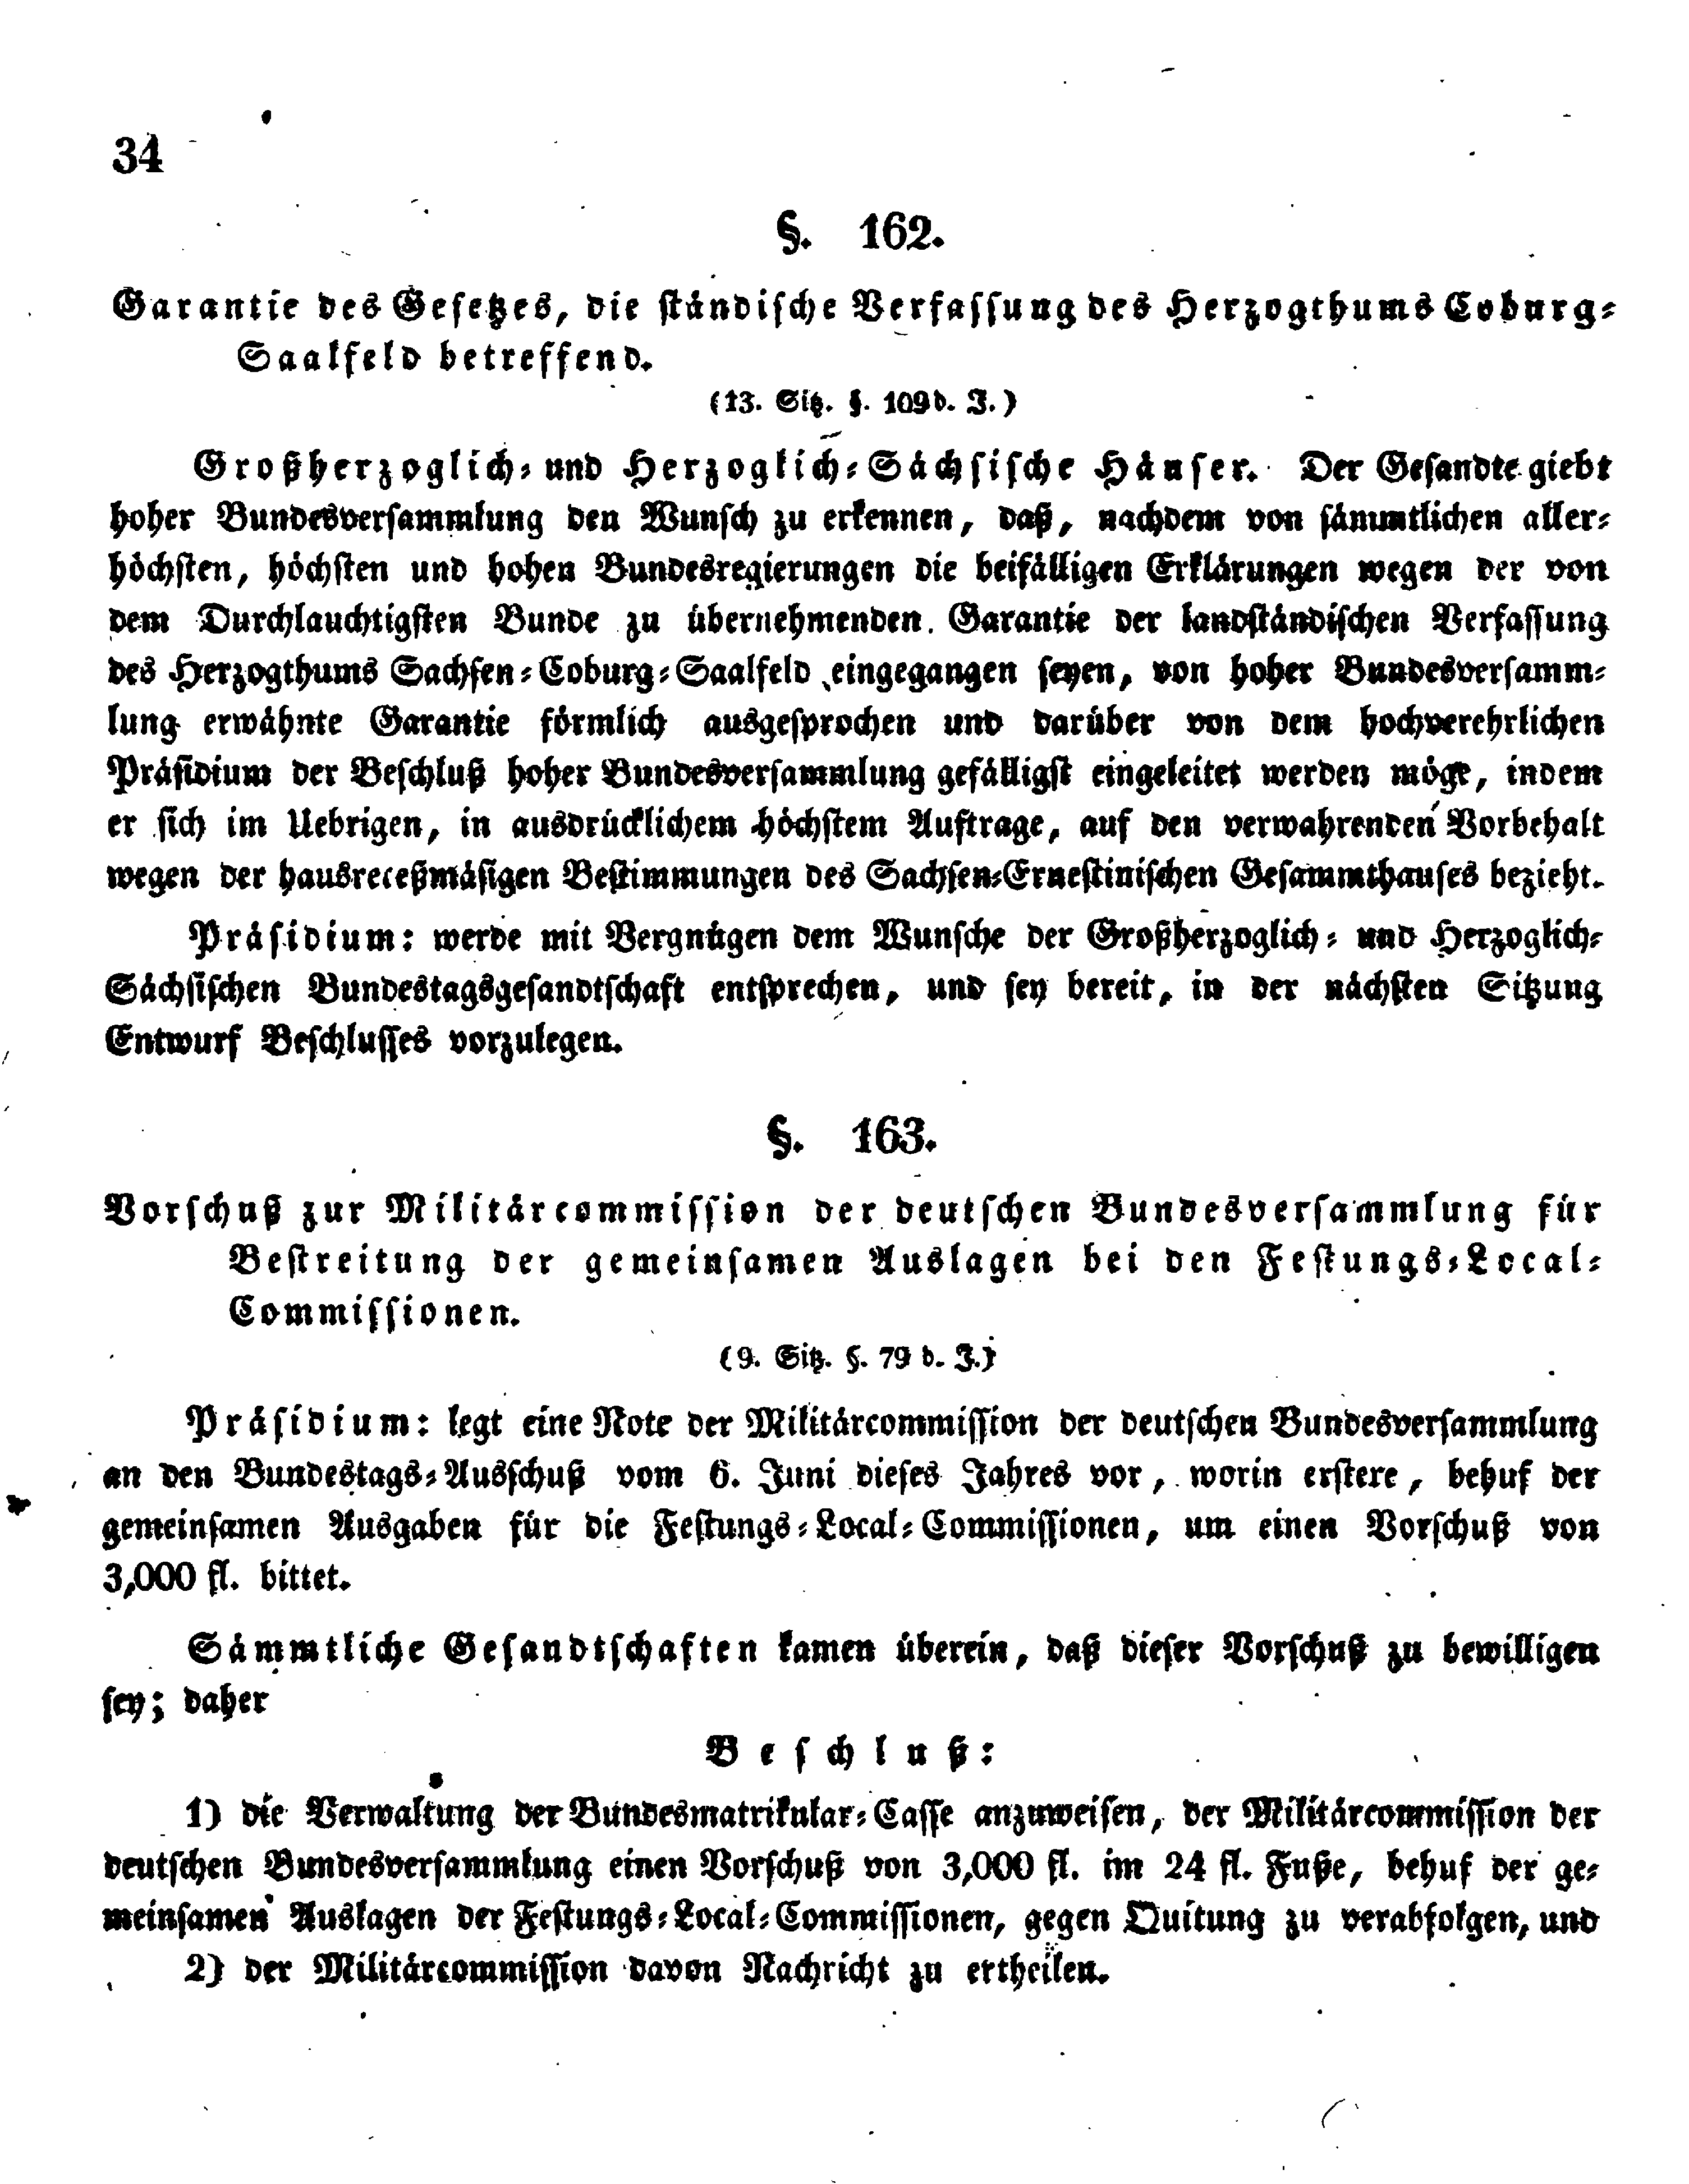 34
§. 162.
Garantie des Gesetzes, die ständische Verfassung des Herzogthums Coburg-
Saalfeld betreffend.
(13. Sitz. §. 109 d. J.)
Großherzoglich- und Herzoglich-Sächsische Häuser. Der Gesandte giebt
hoher Bundesversammlung den Wunsch zu erkennen, daß, nachdem von sämmtlichen aller-
höchsten, höchsten und hohen Bundesregierungen die beifälligen Erklärungen wegen der von
dem Durchlauchtigsten Bunde zu übernehmenden Garantie der landständischen Verfassung
des Herzogthums Sachsen-Coburg-Saalfeld eingegangen seyen, von hoher Bundesversamm-
lung erwähnte Garantie förmlich ausgesprochen und darüber von dem hochverehrlichen
Präsidium der Beschluß hoher Bundesversammlung gefälligst eingeleitet werden möge, indem
er sich im Uebrigen, in ausdrücklichem höchstem Auftrage, auf den verwahrenden Vorbehalt
wegen der hausreceßmäsigen Bestimmungen des Sachsen-Ernestinischen Gesammthauses bezieht.
Präsidium: werde mit Vergnügen dem Wunsche der Großherzoglich- und Herzoglich-
Sächsischen Bundestagsgesandtschaft entsprechen, und sey bereit, in der nächsten Sitzung
Entwurf Beschlusses vorzulegen.
§. 163.
Vorschuß zur Militärcommission der deutschen Bundesversammlung für
Bestreitung der gemeinsamen Auslagen bei den Festungs-Local-
Commissionen.
(9. Sitz. §. 79 d. J.)
Präsidium: legt eine Note der Militärcommission der deutschen Bundesversammlung
an den Bundestags-Ausschuß vom 6. Juni dieses Jahres vor, worin erstere, behuf der
gemeinsamen Ausgaben für die Festungs-Local-Commissionen, um einen Vorschuß von
3,000 fl. bittet.
Sämmtliche Gesandtschaften kamen überein, daß dieser Vorschuß zu bewilligen
sey; daher
Beschluß:
1) die Verwaltung der Bundesmatrikular-Casse anzuweisen, der Militärcommission der
deutschen Bundesversammlung einen Vorschuß von 3,000 fl. im 24 fl. Fuße, behuf der ge-
meinsamen Auslagen der Festungs-Local-Commissionen, gegen Quitung zu verabfolgen, und
2) der Militärcommission davon Nachricht zu ertheilen.